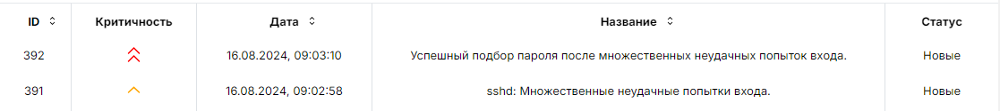 ID Критичность Дата Название Статус
392 16.08.2024, 09:03:10 Успешный подбор пароля после множественных неудачных попыток входа. Новые
391 16.08.2024, 09:02:58 sshd: Множественные неудачные попытки входа. Новые